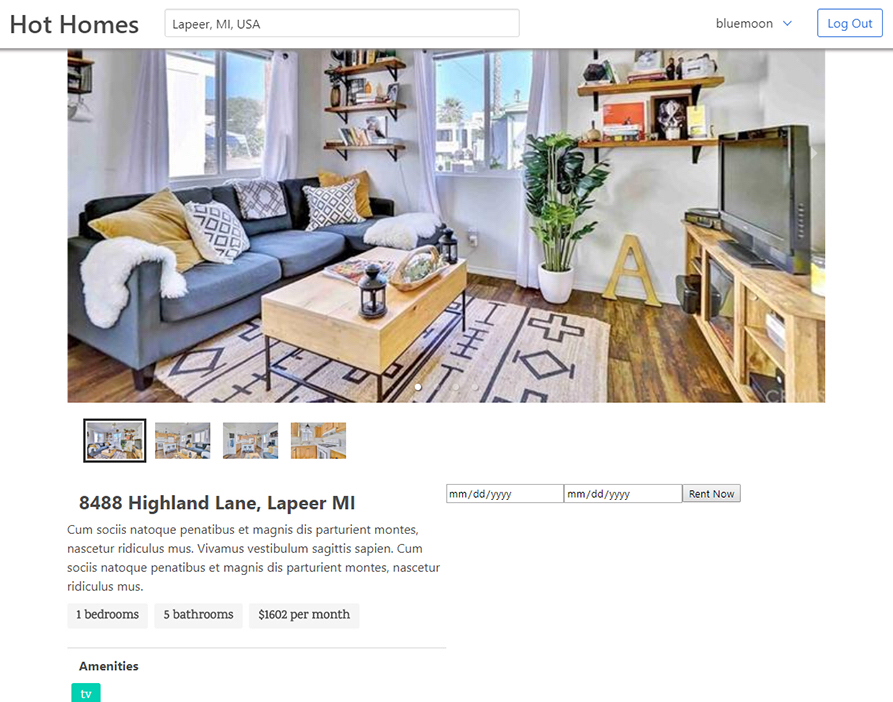 Hot Homes
Lapeer, MI, USA
bluemoon
Log Out
A
8488 Highland Lane, Lapeer MI
Cum sociis natoque penatibus et magnis dis parturient montes,
nascetur ridiculus mus. Vivamus vestibulum sagittis sapien. Cum
sociis natoque penatibus et magnis dis parturient montes, nascetur
ridiculus mus.
mm/dd/yyyy
mm/dd/yyyy
Rent Now
1 bedrooms
5 bathrooms
$1602 per month
Amenities
tv